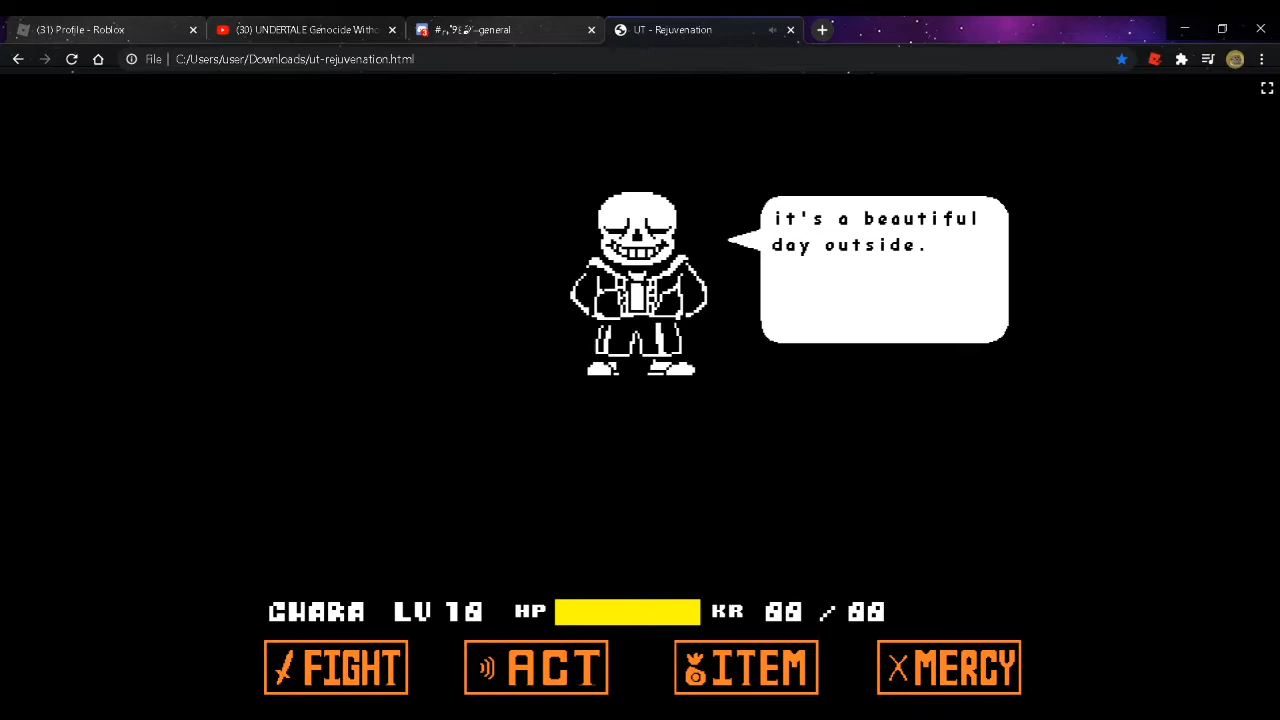 (31) Profile - Roblox
(30) UNDERTALE Genocide Witho
-general
UT - Rejuvenation
File
C:/Users/user/Downloads/ut-rejuvenation.html
it's a beautiful
day outside.
CHARA LV 18 HP KR 88 / 88
FIGHT
ACT
ITEM
MERCY